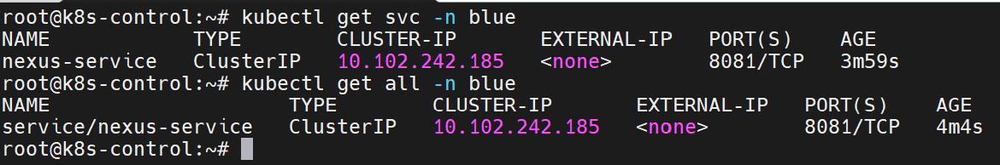 root@k8s-control:~# kubectl get svc -n blue
NAME TYPE CLUSTER-IP EXTERNAL-IP PORT(S) AGE
nexus-service ClusterIP 10.102.242.185 <none> 8081/TCP 3m59s
root@k8s-control:~# kubectl get all -n blue
NAME TYPE CLUSTER-IP EXTERNAL-IP PORT(S) AGE
service/nexus-service ClusterIP 10.102.242.185 <none> 8081/TCP 4m4s
root@k8s-control:~#